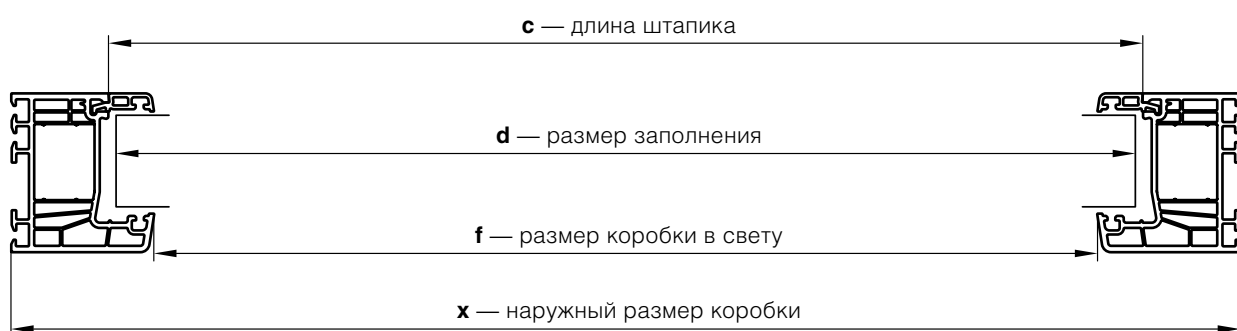 c — длина штапика
d — размер заполнения
f — размер коробки в свету
x — наружный размер коробки